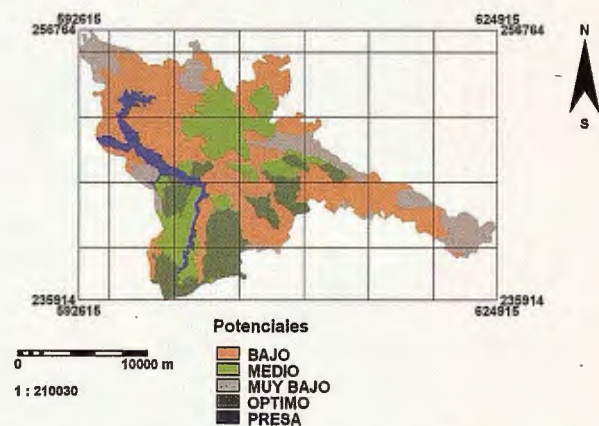 592615 624915
256764 256764
N
S
235914 235914
592615 624915
Potenciales
BAJO
MEDIO
MUY BAJO
OPTIMO
PRESA
0 10000 m
1 : 210030